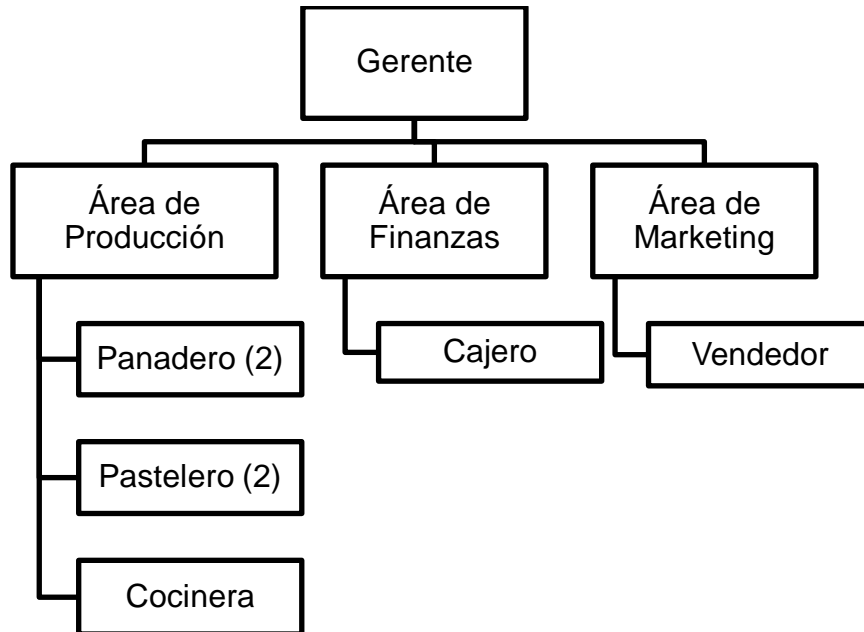 Gerente
Área de
Producción
Área de
Finanzas
Área de
Marketing
Panadero (2)
Cajero
Vendedor
Pastelero (2)
Cocinera